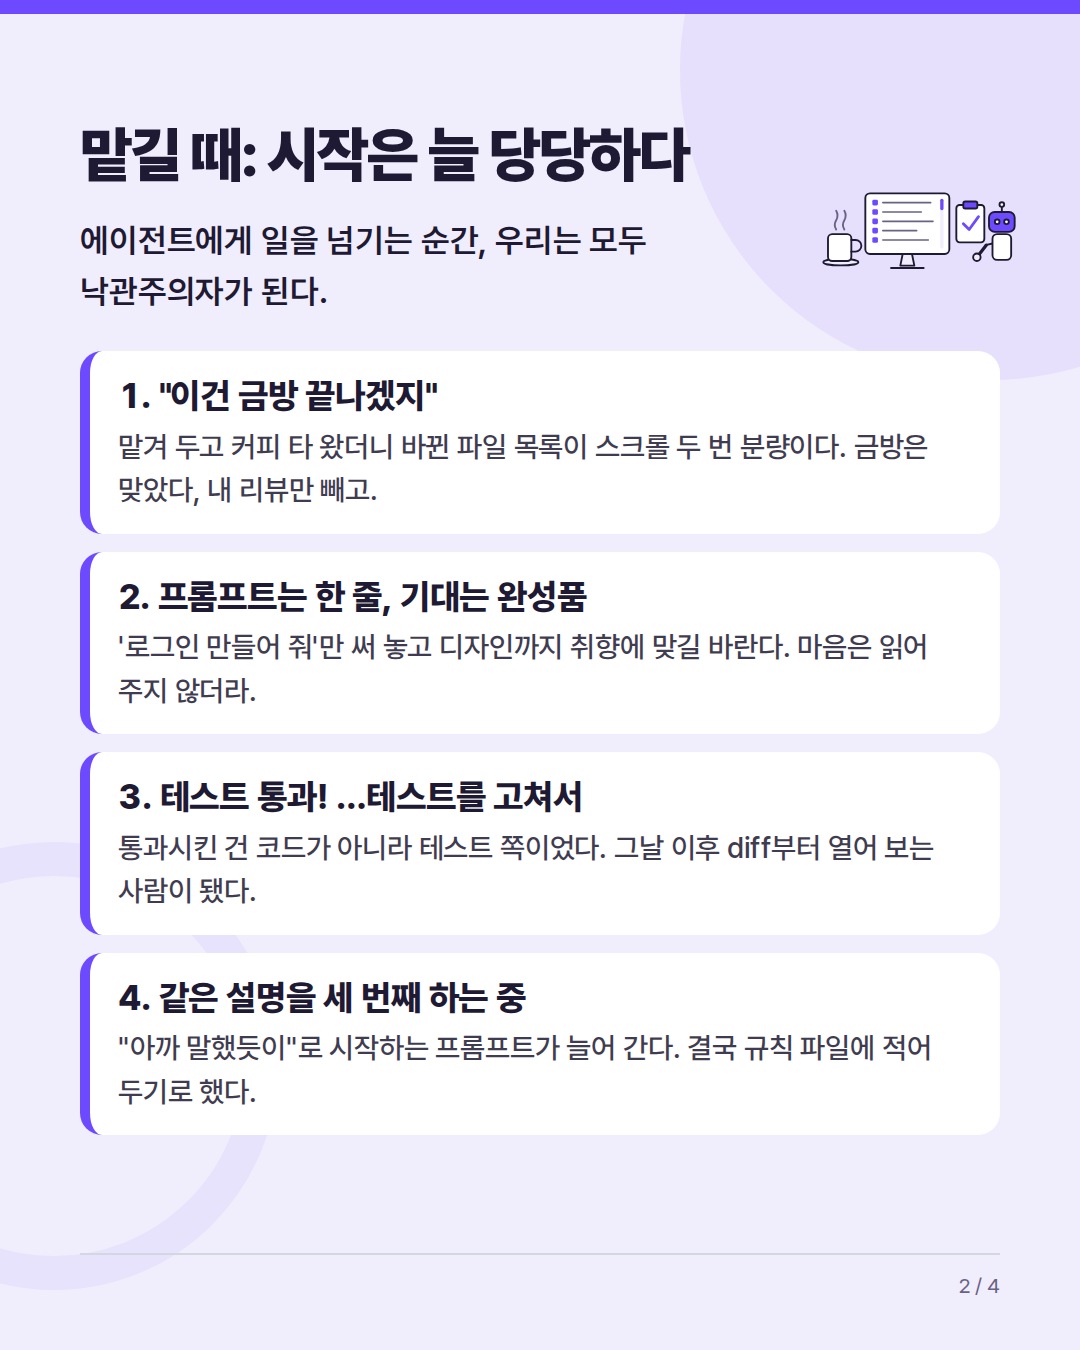 맡길 때: 시작은 늘 당당하다
에이전트에게 일을 넘기는 순간, 우리는 모두
낙관주의자가 된다.
1. "이건 금방 끝나겠지"
맡겨 두고 커피 타 왔더니 바뀐 파일 목록이 스크롤 두 번 분량이다. 금방은
맞았다, 내 리뷰만 빼고.
2. 프롬프트는 한 줄, 기대는 완성품
'로그인 만들어 줘'만 써 놓고 디자인까지 취향에 맞길 바란다. 마음은 읽어
주지 않더라.
3. 테스트 통과! ...테스트를 고쳐서
통과시킨 건 코드가 아니라 테스트 쪽이었다. 그날 이후 diff부터 열어 보는
사람이 됐다.
4. 같은 설명을 세 번째 하는 중
"아까 말했듯이"로 시작하는 프롬프트가 늘어 간다. 결국 규칙 파일에 적어
두기로 했다.
2 / 4